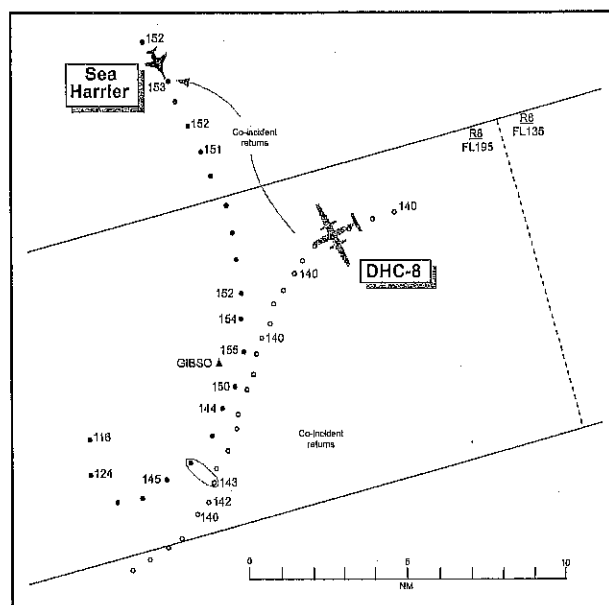 152
Sea
Harrier
153
Co-incident
returns
152
151
R8
FL195
R8
FL135
140
DHC-8
140
152
154
140
155
GIBSO
150
144
Co-incident
returns
116
124
145
143
142
140
0
5
10
NM